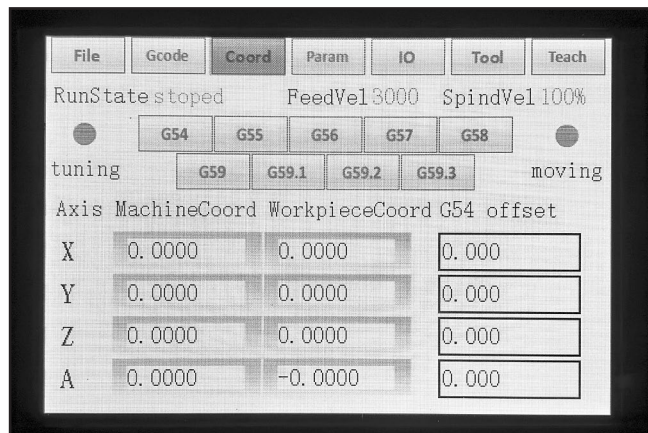 File Gcode Coord Param IO Tool Teach
RunState stoped FeedVel 3000 SpindVel 100%
G54 G55 G56 G57 G58
tuning G59 G59.1 G59.2 G59.3 moving
Axis MachineCoord WorkpieceCoord G54 offset
X 0.0000 0.0000 0.000
Y 0.0000 0.0000 0.000
Z 0.0000 0.0000 0.000
A 0.0000 -0.0000 0.000